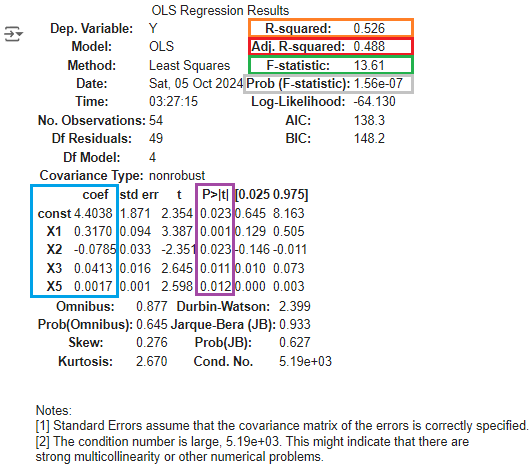 OLS Regression Results
Dep. Variable: Y R-squared: 0.526
Model: OLS Adj. R-squared: 0.488
Method: Least Squares F-statistic: 13.61
Date: Sat, 05 Oct 2024 Prob (F-statistic): 1.56e-07
Time: 03:27:15 Log-Likelihood: -64.130
No. Observations: 54 AIC: 138.3
Df Residuals: 49 BIC: 148.2
Df Model: 4
Covariance Type: nonrobust
coef std err t P>|t| [0.025 0.975]
const 4.4038 1.871 2.354 0.023 0.645 8.163
X1 0.3170 0.094 3.387 0.001 0.129 0.505
X2 -0.0785 0.033 -2.351 0.023 -0.146 -0.011
X3 0.0413 0.016 2.645 0.011 0.010 0.073
X5 0.0017 0.001 2.598 0.012 0.000 0.003
Omnibus: 0.877 Durbin-Watson: 2.399
Prob(Omnibus): 0.645 Jarque-Bera (JB): 0.933
Skew: 0.276 Prob(JB): 0.627
Kurtosis: 2.670 Cond. No. 5.19e+03
Notes:
[1] Standard Errors assume that the covariance matrix of the errors is correctly specified.
[2] The condition number is large, 5.19e+03. This might indicate that there are
strong multicollinearity or other numerical problems.